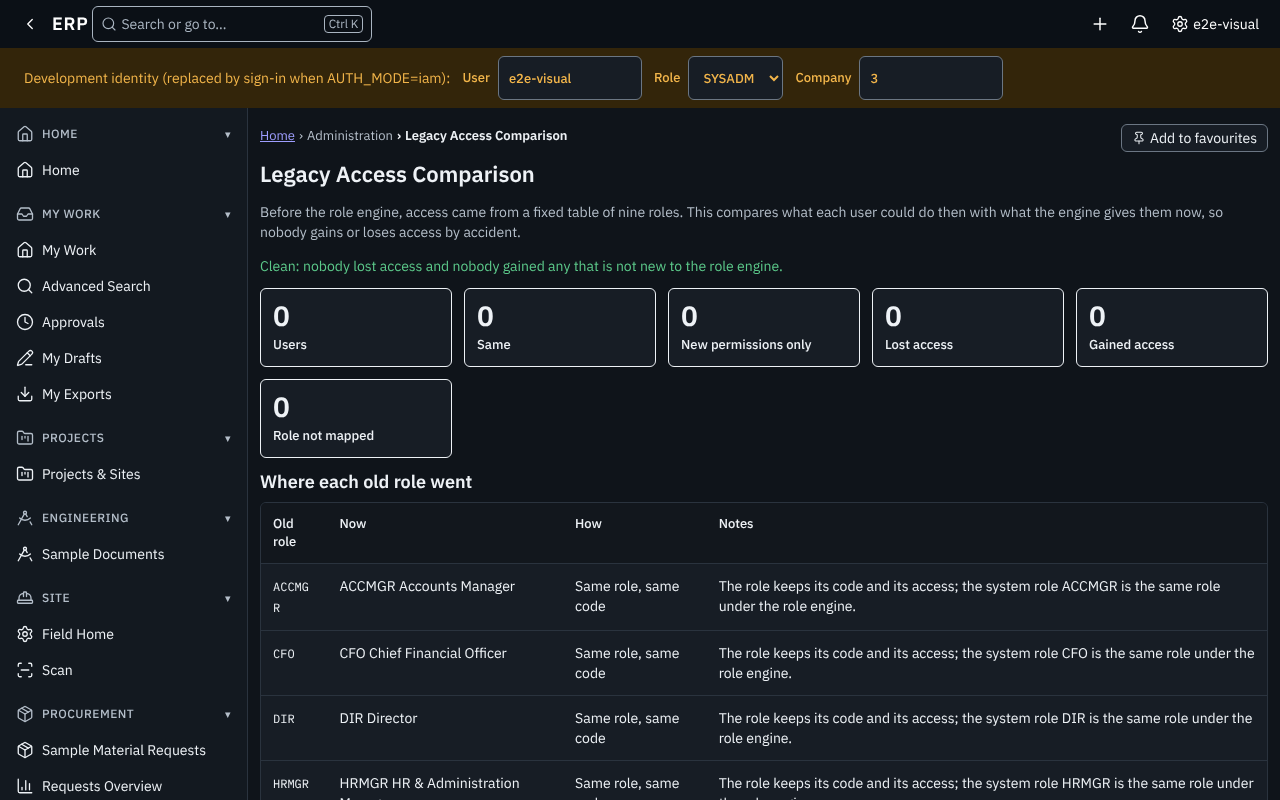 ERP
Search or go to...
Ctrl K
e2e-visual
Development identity (replaced by sign-in when AUTH_MODE=iam):
User
e2e-visual
Role
SYSADM
Company
3
HOME
Home
MY WORK
My Work
Advanced Search
Approvals
My Drafts
My Exports
PROJECTS
Projects & Sites
ENGINEERING
Sample Documents
SITE
Field Home
Scan
PROCUREMENT
Sample Material Requests
Requests Overview
Home › Administration › Legacy Access Comparison
Add to favourites
Legacy Access Comparison
Before the role engine, access came from a fixed table of nine roles. This compares what each user could do then with what the engine gives them now, so
nobody gains or loses access by accident.
Clean: nobody lost access and nobody gained any that is not new to the role engine.
0
Users
0
Same
0
New permissions only
0
Lost access
0
Gained access
0
Role not mapped
Where each old role went
Old
role
Now
How
Notes
ACCMG
R
ACCMGR Accounts Manager
Same role, same
code
The role keeps its code and its access; the system role ACCMGR is the same role
under the role engine.
CFO
CFO Chief Financial Officer
Same role, same
code
The role keeps its code and its access; the system role CFO is the same role under the
role engine.
DIR
DIR Director
Same role, same
code
The role keeps its code and its access; the system role DIR is the same role under the
role engine.
HRMGR
HRMGR HR & Administration
Same role, same
The role keeps its code and its access; the system role HRMGR is the same role under